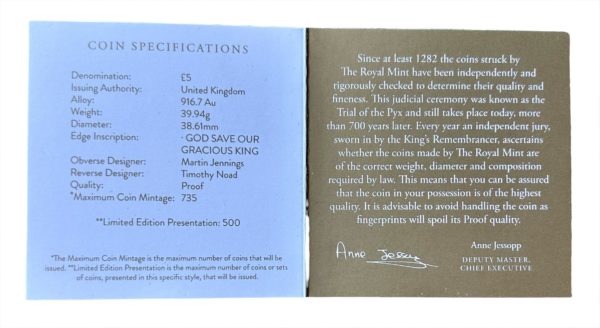 COIN SPECIFICATIONS
Denomination: £5
Issuing Authority: United Kingdom
Alloy: 916.7 Au
Weight: 39.94g
Diameter: 38.61mm
Edge Inscription: · GOD SAVE OUR
GRACIOUS KING
Obverse Designer: Martin Jennings
Reverse Designer: Timothy Noad
Quality: Proof
*Maximum Coin Mintage: 735
**Limited Edition Presentation: 500
*The Maximum Coin Mintage is the maximum number of coins that will be
issued. **Limited Edition Presentation is the maximum number of coins or sets
of coins, presented in this specific style, that will be issued.
Since at least 1282 the coins struck by
The Royal Mint have been independently and
rigorously checked to determine their quality and
fineness. This judicial ceremony was known as the
Trial of the Pyx and still takes place today, more
than 700 years later. Every year an independent jury,
sworn in by the King's Remembrancer, ascertains
whether the coins made by The Royal Mint are
of the correct weight, diameter and composition
required by law. This means that you can be assured
that the coin in your possession is of the highest
quality. It is advisable to avoid handling the coin as
fingerprints will spoil its Proof quality.
Anne Jessopp
Anne Jessopp
DEPUTY MASTER,
CHIEF EXECUTIVE